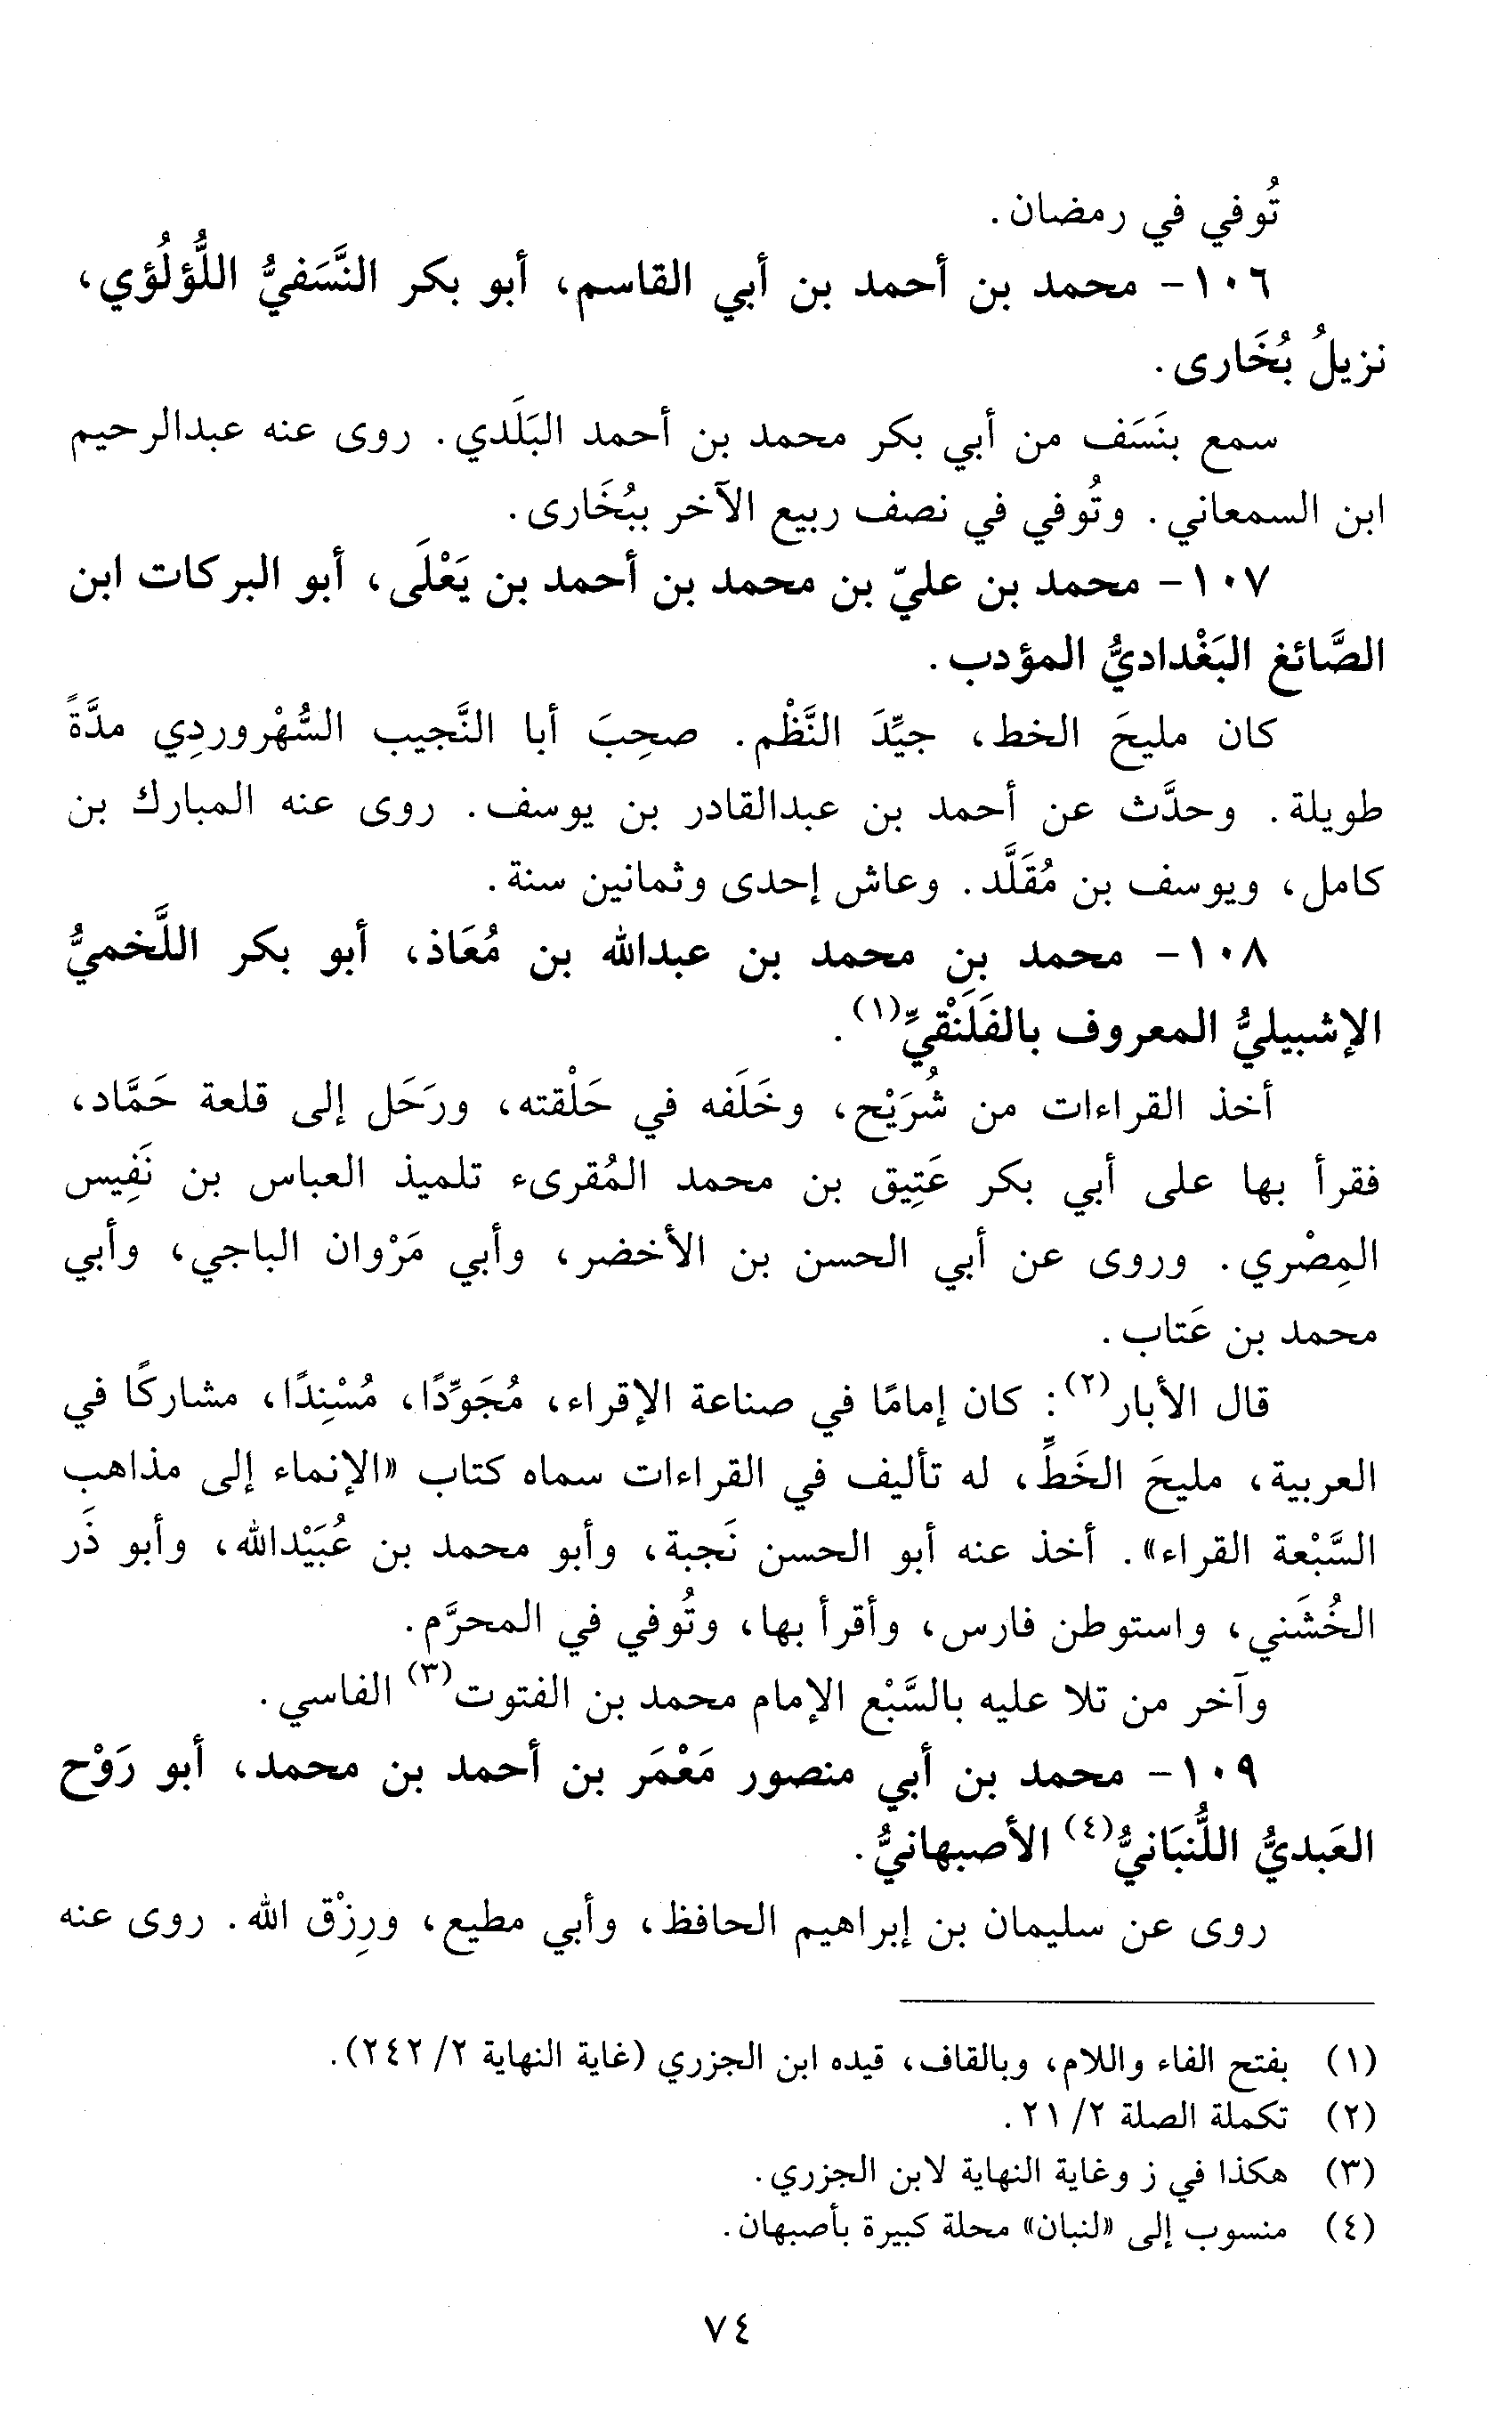 تُوفي في رمضان.
١٠٦- محمد بن أحمد بن أبي القاسم، أبو بكر النَّسَفيُّ اللُّؤلُؤي،
نزيلُ بُخَارى.
سمع بنَسَف من أبي بكر محمد بن أحمد البَلَدي. روى عنه عبدالرحيم
ابن السمعاني. وتُوفي في نصف ربيع الآخر ببُخَارى.
١٠٧- محمد بن عليّ بن محمد بن أحمد بن يَعْلَى، أبو البركات ابن
الصَّائغ البَغْداديُّ المؤدب.
كان مليحَ الخط، جيِّدَ النَّظْم. صحِبَ أبا النَّجيب السُّهْروردِي مدَّةً
طويلة. وحدَّث عن أحمد بن عبدالقادر بن يوسف. روى عنه المبارك بن
كامل، ويوسف بن مُقَلَّد. وعاش إحدى وثمانين سنة.
١٠٨- محمد بن محمد بن عبدالله بن مُعَاذ، أبو بكر اللَّخميُّ
الإشبيليُّ المعروف بالفَلَنْقيِّ(١).
أخذ القراءات من شُرَيْح، وخَلَفه في حَلْقته، ورَحَل إلى قلعة حَمَّاد،
فقرأ بها على أبي بكر عَتِيق بن محمد المُقرىء تلميذ العباس بن نَفِيس
المِصْري. وروى عن أبي الحسن بن الأخضر، وأبي مَرْوان الباجي، وأبي
محمد بن عَتاب.
قال الأبار(٢): كان إمامًا في صناعة الإقراء، مُجَوِّدًا، مُسْنِدًا، مشاركًا في
العربية، مليحَ الخَطِّ، له تأليف في القراءات سماه كتاب «الإنماء إلى مذاهب
السَّبْعة القراء». أخذ عنه أبو الحسن نَجبة، وأبو محمد بن عُبَيْدالله، وأبو ذَر
الخُشَني، واستوطن فارس، وأقرأ بها، وتُوفي في المحرَّم.
وآخر من تلا عليه بالسَّبْع الإمام محمد بن الفتوت(٣) الفاسي.
١٠٩- محمد بن أبي منصور مَعْمَر بن أحمد بن محمد، أبو رَوْح
العَبديُّ اللُّنبَانيُّ(٤) الأصبهانيُّ.
روى عن سليمان بن إبراهيم الحافظ، وأبي مطيع، ورِزْق الله. روى عنه
(١) بفتح الفاء واللام، وبالقاف، قيده ابن الجزري (غاية النهاية ٢/ ٢٤٢).
(٢) تكملة الصلة ٢/ ٢١.
(٣) هكذا في ز وغاية النهاية لابن الجزري.
(٤) منسوب إلى «لنبان» محلة كبيرة بأصبهان.
٧٤